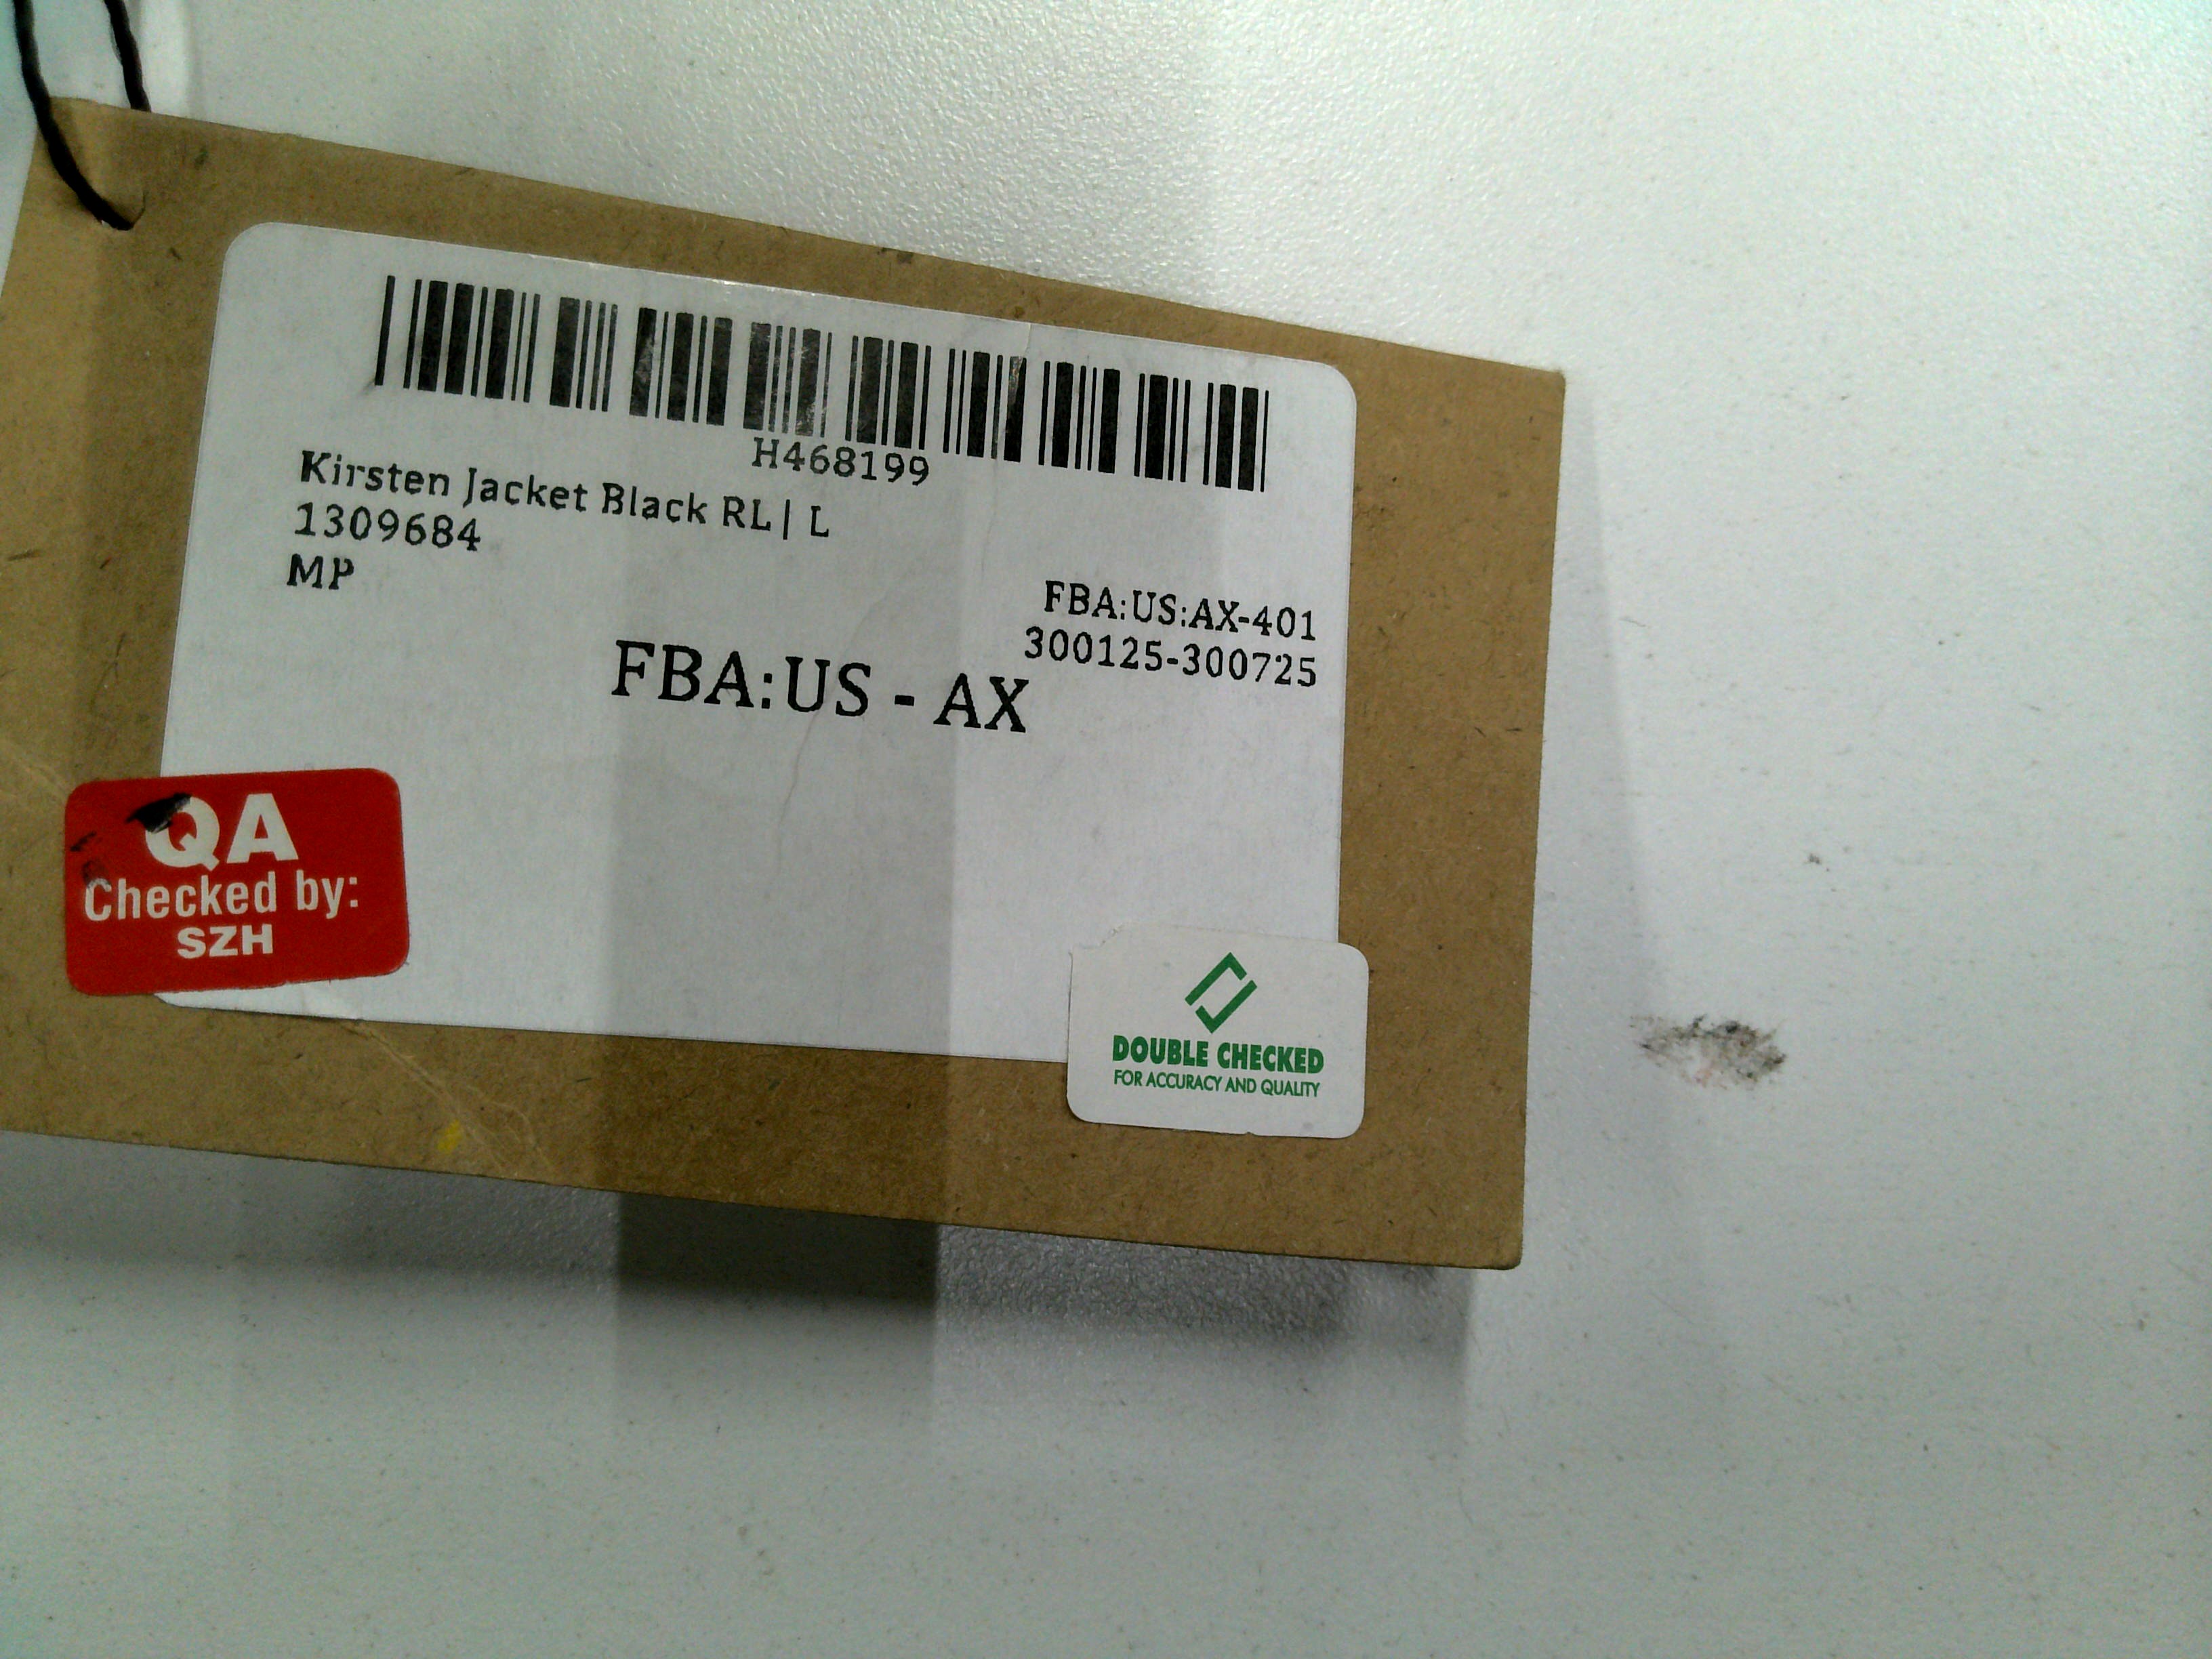 H468199
Kirsten Jacket Black RL| L
1309684
MP
FBA:US:AX-401
300125-300725
FBA:US - AX
QA
Checked by:
SZH
DOUBLE CHECKED
FOR ACCURACY AND QUALITY